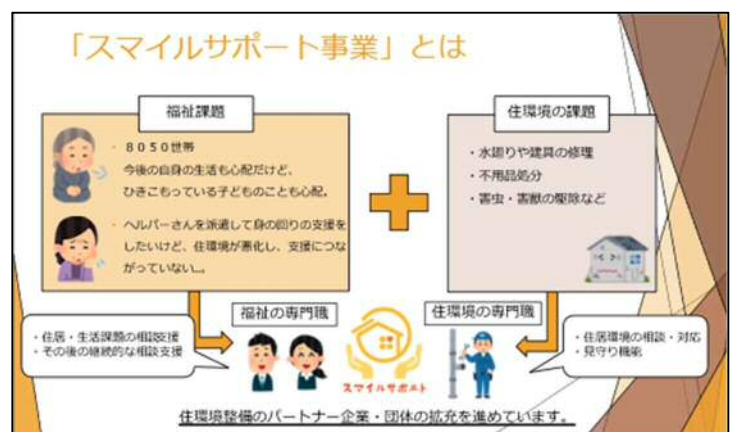 「スマイルサポート事業」とは
福祉課題
・８０５０世帯
今後の自身の生活も心配だけど、
ひきこもっている子どものことも心配。
・ヘルパーさんを派遣して身の回りの支援を
したいけど、住環境が悪化し、支援につな
がっていない…。
住環境の課題
・水廻りや建具の修理
・不用品処分
・害虫・害獣の駆除など
福祉の専門職
住環境の専門職
・住居・生活課題の相談支援
・その後の継続的な相談支援
スマイルサポート
・住居環境の相談・対応
・見守り機能
住環境整備のパートナー企業・団体の拡充を進めています。